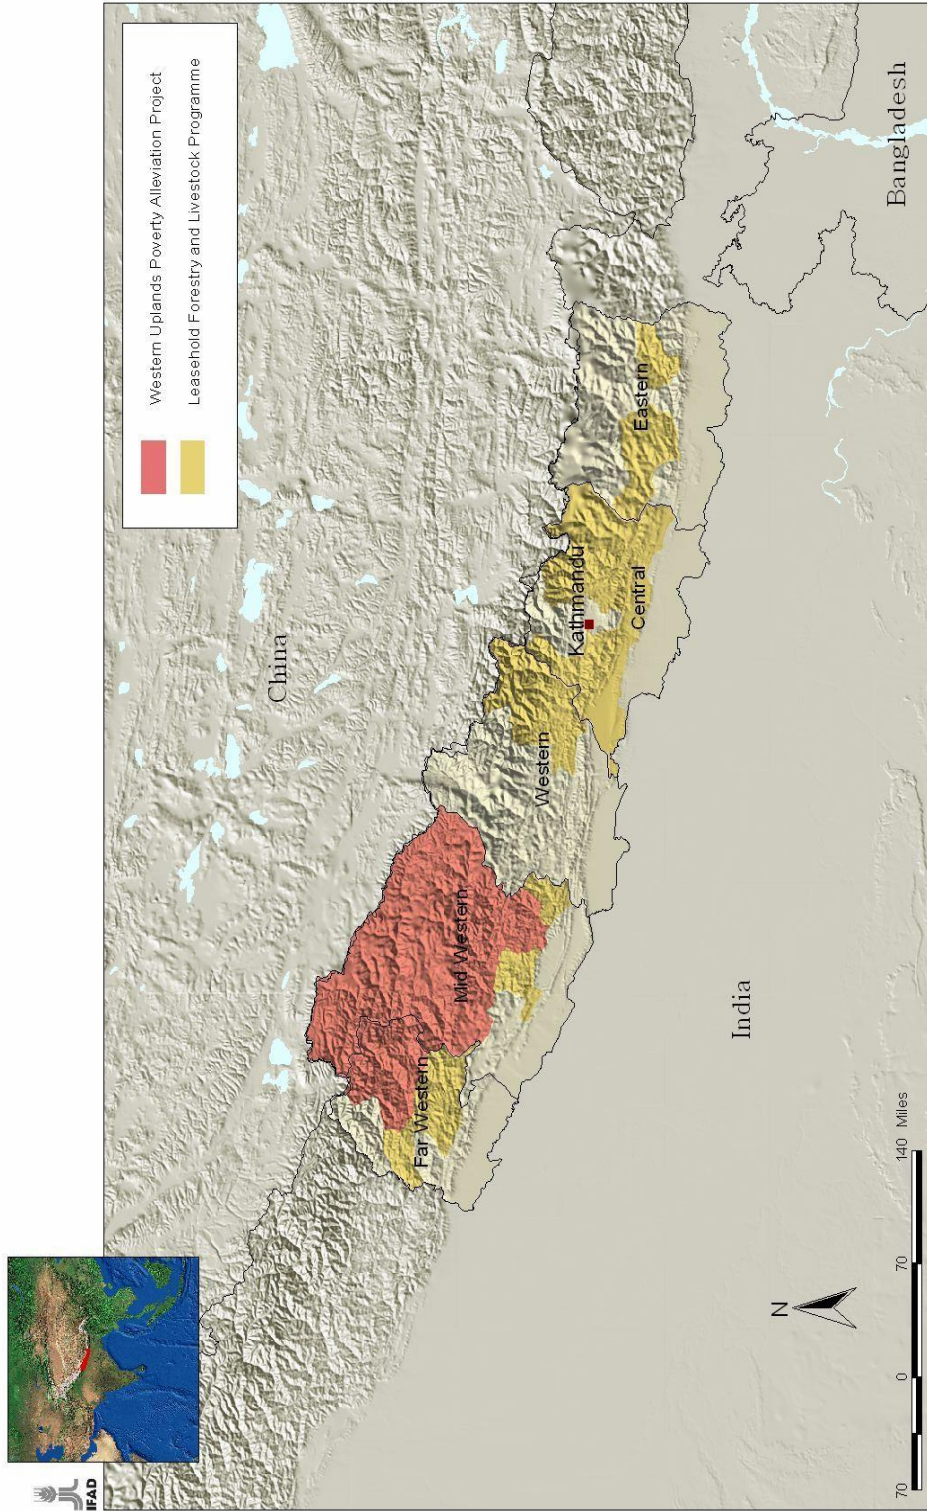 IFAD
Western Uplands Poverty Alleviation Project
Leasehold Forestry and Livestock Programme
China
Far Western
Mid Western
Western
Kathmandu
Central
Eastern
India
Bangladesh
N
70 0 70 140 Miles